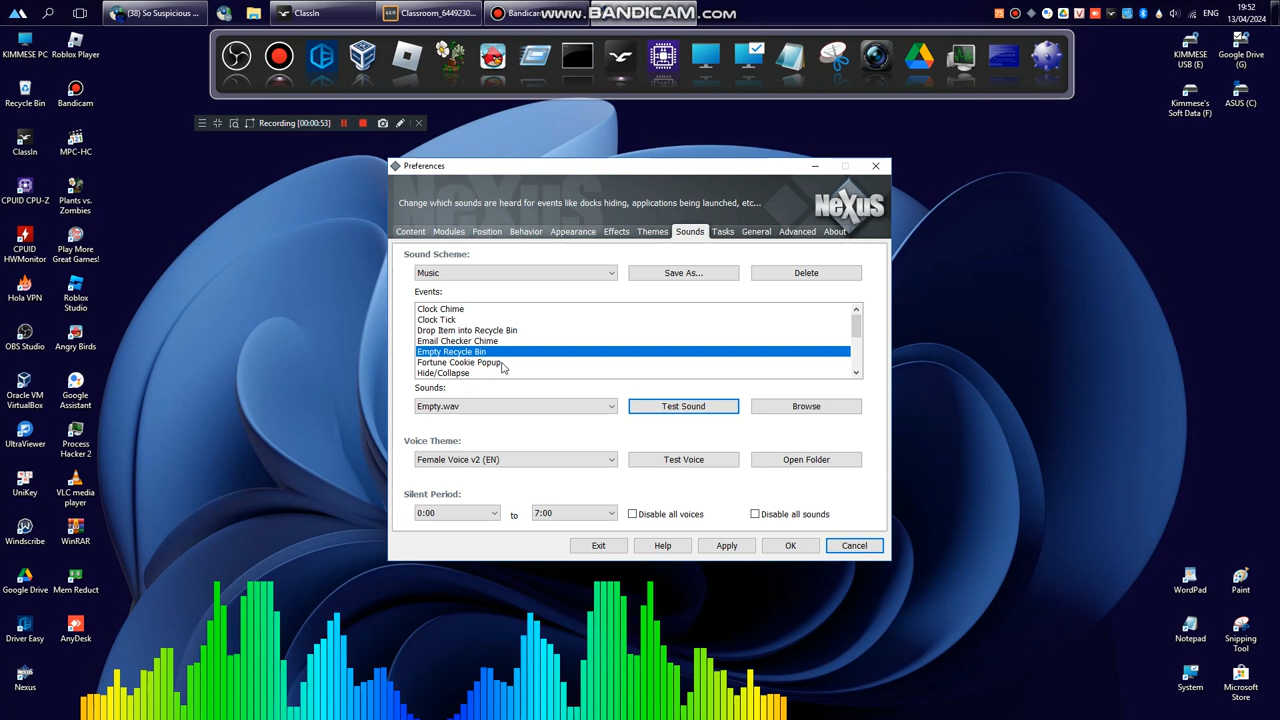 (38) So Suspicious ...
ClassIn
Classroom_6449230...
Bandicam
www.BANDICAM.com
ENG
19:52
13/04/2024
KIMMESE PC
Roblox Player
Recycle Bin
Bandicam
ClassIn
MPC-HC
CPUID CPU-Z
Plants vs. Zombies
CPUID HWMonitor
Play More Great Games!
Hola VPN
Roblox Studio
OBS Studio
Angry Birds
Oracle VM VirtualBox
Google Assistant
UltraViewer
Process Hacker 2
UniKey
VLC media player
Windscribe
WinRAR
Google Drive
Mem Reduct
Driver Easy
AnyDesk
Nexus
KIMMESE USB (E)
Google Drive (G)
Kimmese's Soft Data (F)
ASUS (C)
WordPad
Paint
Notepad
Snipping Tool
System
Microsoft Store
Recording [00:00:53]
Preferences
NeXuS
Change which sounds are heard for events like docks hiding, applications being launched, etc...
NeXuS
Content Modules Position Behavior Appearance Effects Themes Sounds Tasks General Advanced About
Sound Scheme:
Music
Save As...
Delete
Events:
Clock Chime
Clock Tick
Drop Item into Recycle Bin
Email Checker Chime
Empty Recycle Bin
Fortune Cookie Popup
Hide/Collapse
Sounds:
Empty.wav
Test Sound
Browse
Voice Theme:
Female Voice v2 (EN)
Test Voice
Open Folder
Silent Period:
0:00
to
7:00
Disable all voices
Disable all sounds
Exit
Help
Apply
OK
Cancel